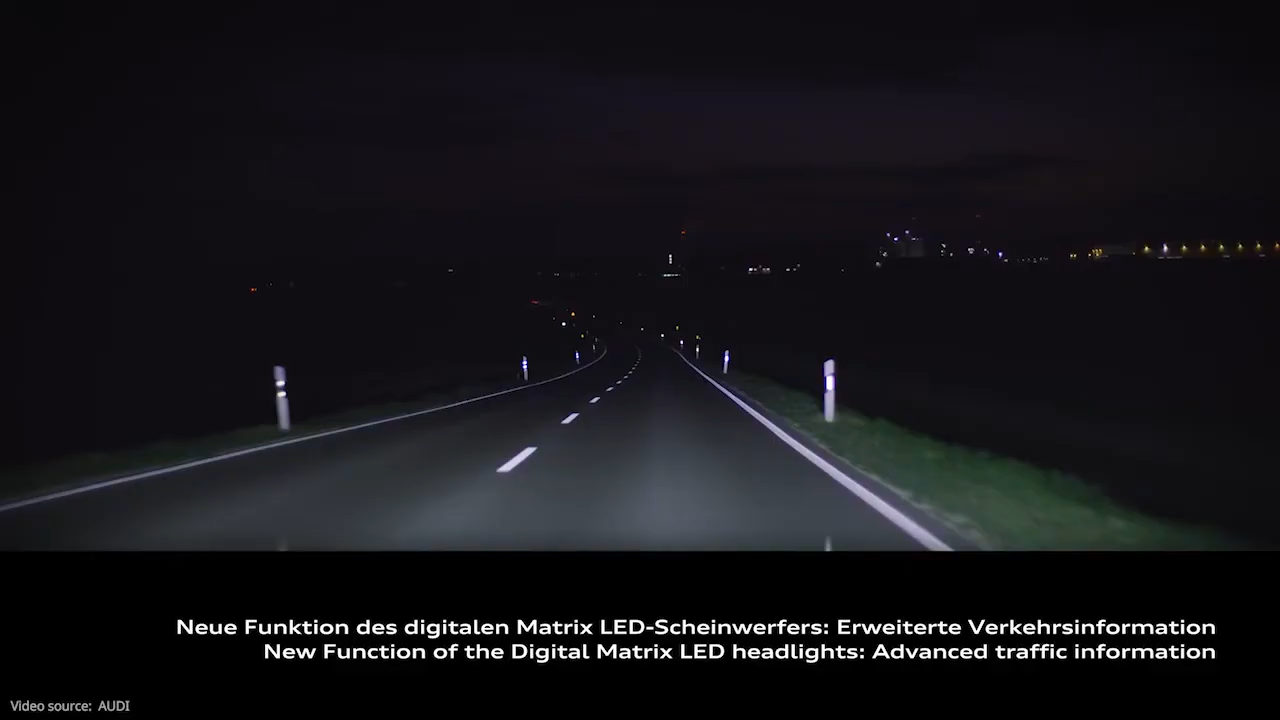 Neue Funktion des digitalen Matrix LED-Scheinwerfers: Erweiterte Verkehrsinformation
New Function of the Digital Matrix LED headlights: Advanced traffic information
Video source: AUDI